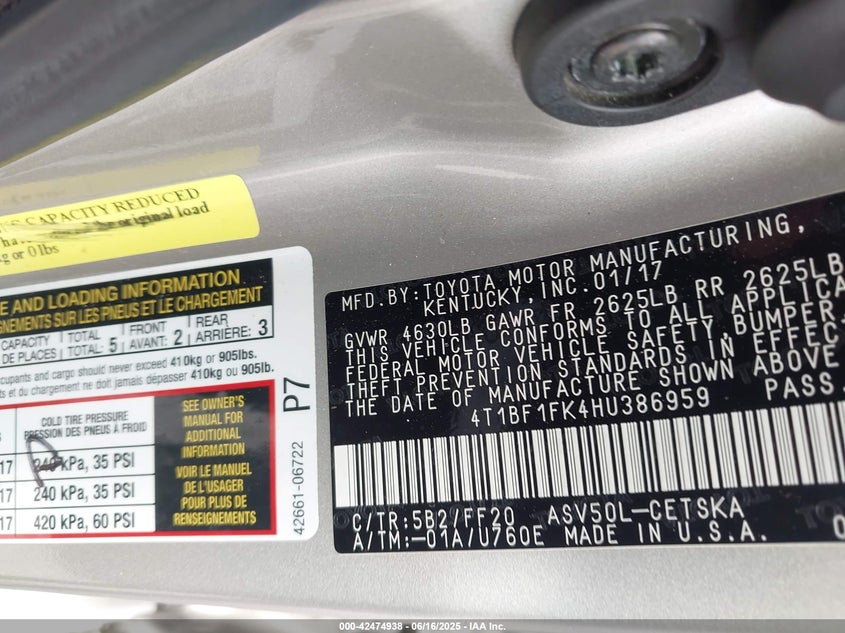 CAPACITY REDUCED
original load
or 0 lbs
E AND LOADING INFORMATION
GNEMENTS SUR LES PNEUS ET LE CHARGEMENT
CAPACITY TOTAL FRONT REAR
DE PLACES TOTAL: 5 AVANT: 2 ARRIÈRE: 3
cupants and cargo should never exceed 410kg or 905lbs.
ts et du chargement ne doit jamais dépasser 410kg ou 905lb.
COLD TIRE PRESSURE
PRESSION DES PNEUS À FROID
17 240 kPa, 35 PSI
17 240 kPa, 35 PSI
17 420 kPa, 60 PSI
SEE OWNER'S
MANUAL FOR
ADDITIONAL
INFORMATION
VOIR LE MANUEL
DE L'USAGER
POUR PLUS DE
RENSEIGNEMENTS
P7
42661-06722
MFD.BY:TOYOTA MOTOR MANUFACTURING,
KENTUCKY,INC.01/17
GVWR 4630LB GAWR FR 2625LB RR 2625LB
THIS VEHICLE CONFORMS TO ALL APPLICA
FEDERAL MOTOR VEHICLE SAFETY,BUMPER,
THEFT PREVENTION STANDARDS IN EFFEC
THE DATE OF MANUFACTURE SHOWN ABOVE
4T1BF1FK4HU386959 PASS.
C/TR:5B2/FF20 ASV50L-CETSKA
A/TM:-01A/U760E MADE IN U.S.A.
000-42474938 - 06/16/2025 - IAA Inc.